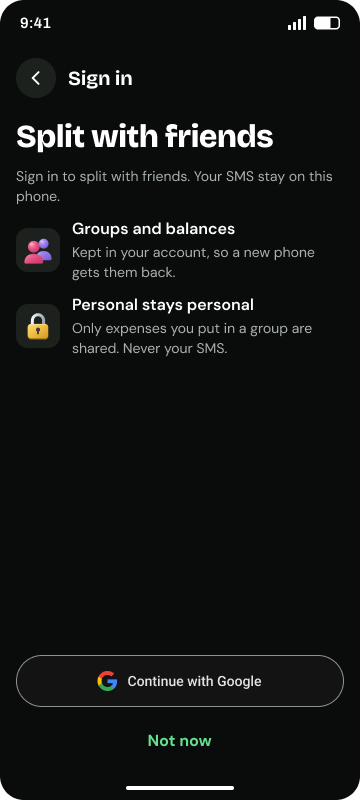 9:41
Sign in
Split with friends
Sign in to split with friends. Your SMS stay on this
phone.
Groups and balances
Kept in your account, so a new phone
gets them back.
Personal stays personal
Only expenses you put in a group are
shared. Never your SMS.
Continue with Google
Not now